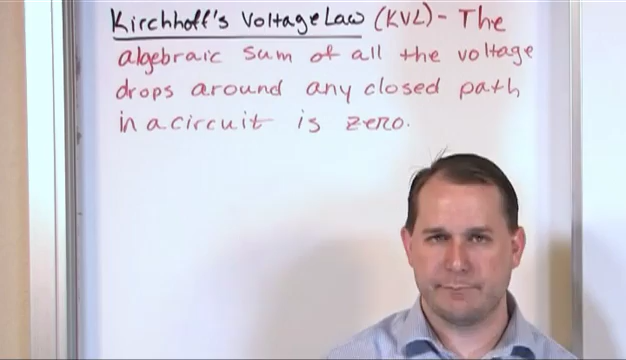 Kirchhoff's Voltage Law (KVL) - The
algebraic sum of all the voltage
drops around any closed path
in a circuit is zero.